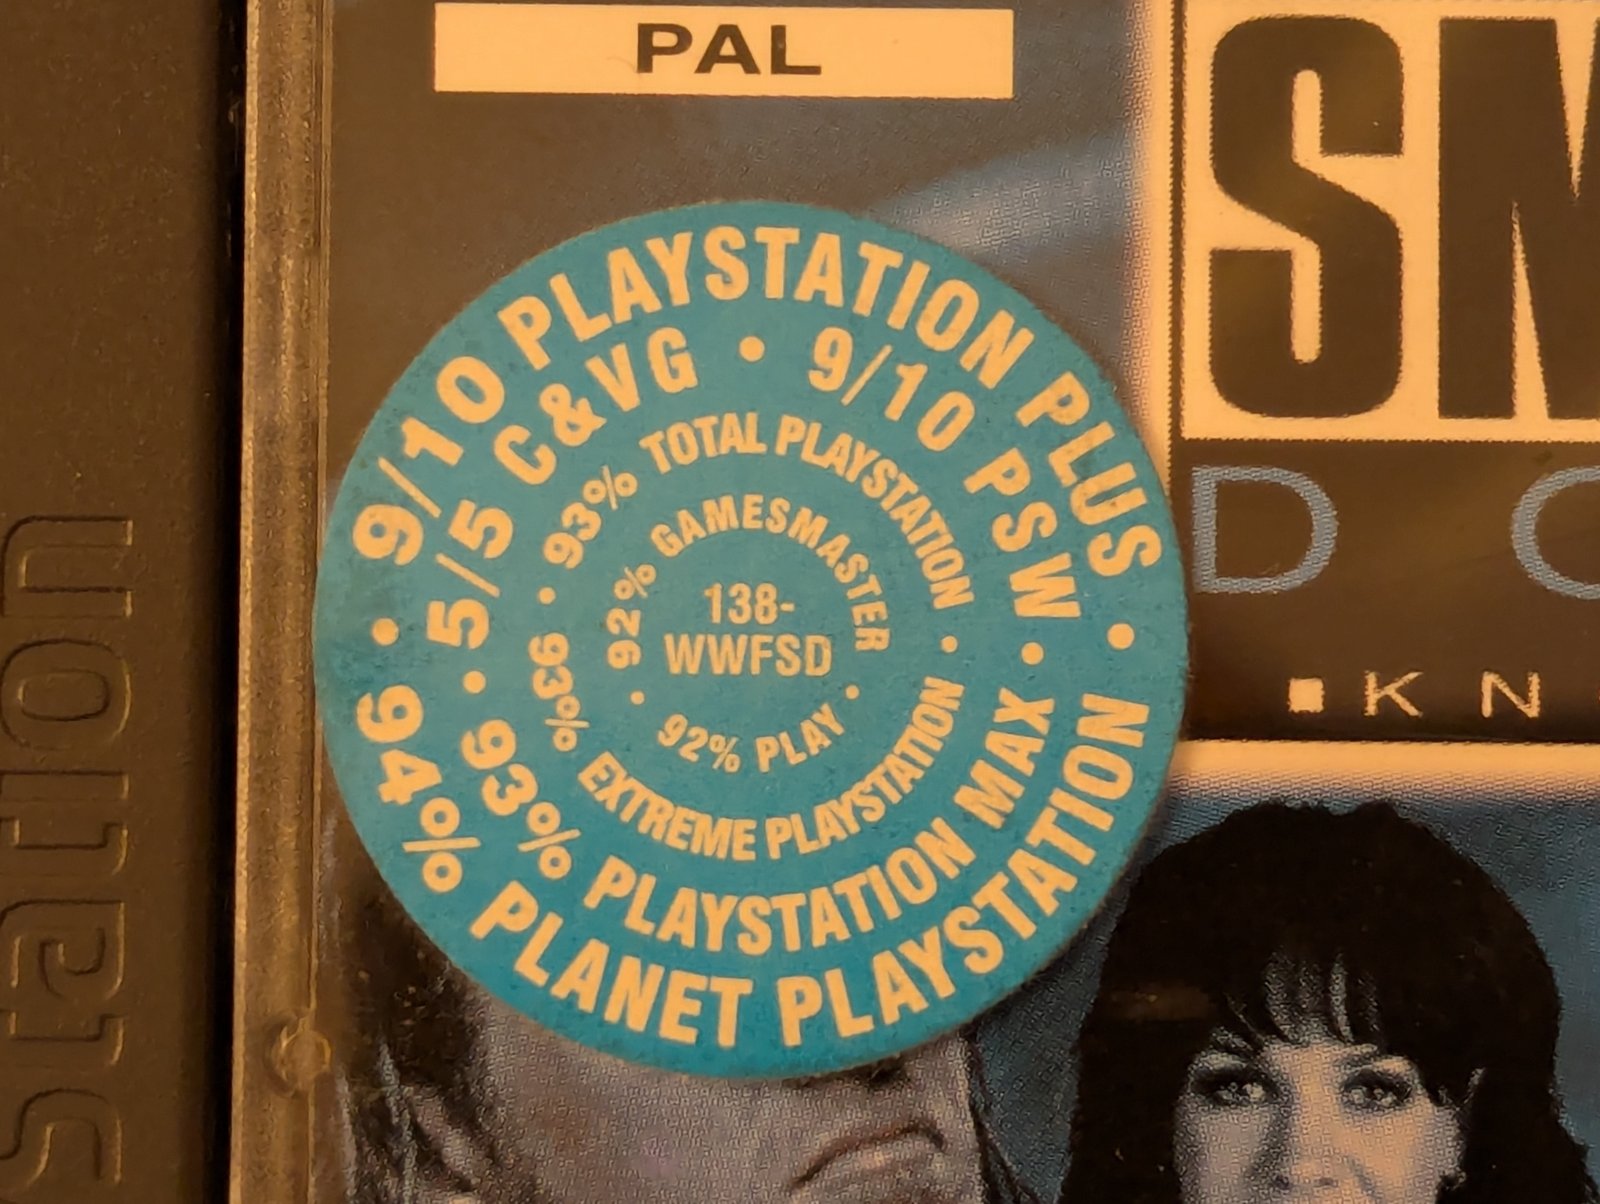 PAL
SM
D
KN
station
9/10 PLAYSTATION PLUS •
94% PLANET PLAYSTATION •
5/5 C&VG • 9/10 PSW •
93% PLAYSTATION MAX •
93% TOTAL PLAYSTATION •
93% EXTREME PLAYSTATION •
92% GAMESMASTER •
92% PLAY •
138-
WWFSD